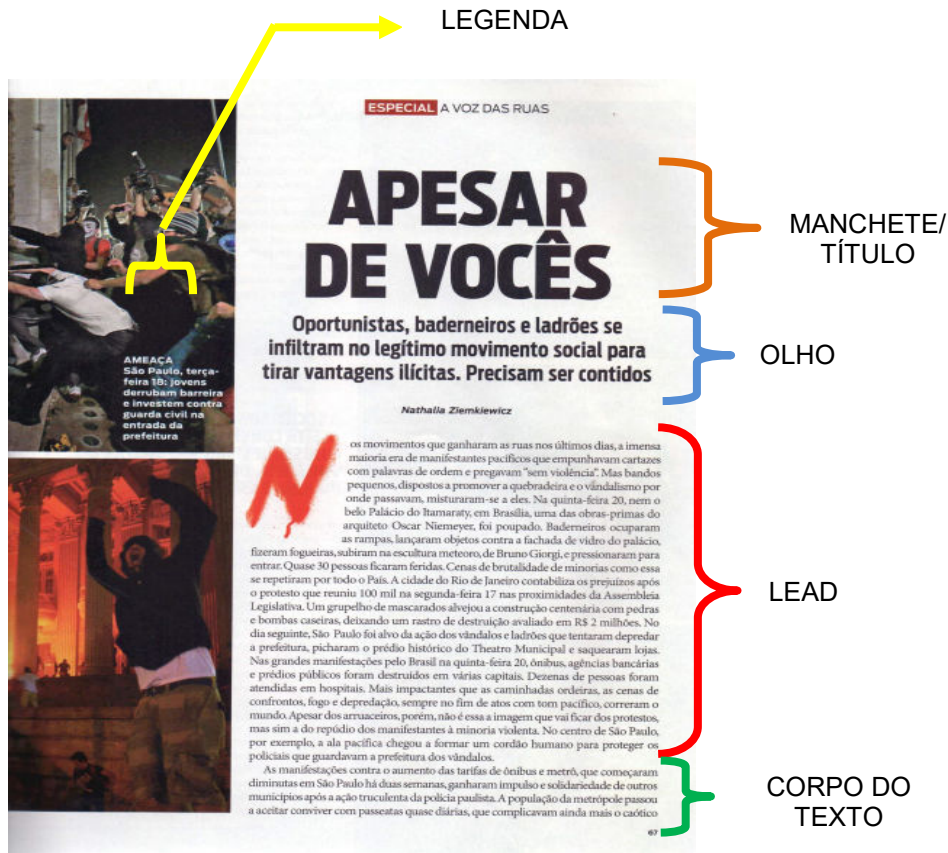 LEGENDA
ESPECIAL A VOZ DAS RUAS
APESAR
DE VOCÊS
MANCHETE/
TÍTULO
Oportunistas, baderneiros e ladrões se
infiltram no legítimo movimento social para
tirar vantagens ilícitas. Precisam ser contidos
OLHO
Nathalia Ziemkiewicz
AMEAÇA
São Paulo, terça-
feira 18: jovens
derrubam barreira
e investem contra
guarda civil na
entrada da
prefeitura
Nos movimentos que ganharam as ruas nos últimos dias, a imensa
maioria era de manifestantes pacíficos que empunhavam cartazes
com palavras de ordem e pregavam “sem violência”. Mas bandos
pequenos, dispostos a promover a quebradeira e o vandalismo por
onde passavam, misturaram-se a eles. Na quinta-feira 20, nem o
belo Palácio do Itamaraty, em Brasília, uma das obras-primas do
arquiteto Oscar Niemeyer, foi poupado. Baderneiros ocuparam
as rampas, lançaram objetos contra a fachada de vidro do palácio,
fizeram fogueiras, subiram na escultura meteoro, de Bruno Giorgi, e pressionaram para
entrar. Quase 30 pessoas ficaram feridas. Cenas de brutalidade de minorias como essa
se repetiram por todo o País. A cidade do Rio de Janeiro contabiliza os prejuízos após
o protesto que reuniu 100 mil na segunda-feira 17 nas proximidades da Assembleia
Legislativa. Um grupelho de mascarados alvejou a construção centenária com pedras
e bombas caseiras, deixando um rastro de destruição avaliado em R$ 2 milhões. No
dia seguinte, São Paulo foi alvo da ação dos vândalos e ladrões que tentaram depredar
a prefeitura, picharam o prédio histórico do Theatro Municipal e saquearam lojas.
Nas grandes manifestações pelo Brasil na quinta-feira 20, ônibus, agências bancárias
e prédios públicos foram destruídos em várias capitais. Dezenas de pessoas foram
atendidas em hospitais. Mais impactantes que as caminhadas ordeiras, as cenas de
confrontos, fogo e depredação, sempre no fim de atos com tom pacífico, correram o
mundo. Apesar dos arruaceiros, porém, não é essa a imagem que vai ficar dos protestos,
mas sim a do repúdio dos manifestantes à minoria violenta. No centro de São Paulo,
por exemplo, a ala pacífica chegou a formar um cordão humano para proteger os
policiais que guardavam a prefeitura dos vândalos.
LEAD
As manifestações contra o aumento das tarifas de ônibus e metrô, que começaram
diminutas em São Paulo há duas semanas, ganharam impulso e solidariedade de outros
municípios após a ação truculenta da polícia paulista. A população da metrópole passou
a aceitar conviver com passeatas quase diárias, que complicavam ainda mais o caótico
CORPO DO
TEXTO
67